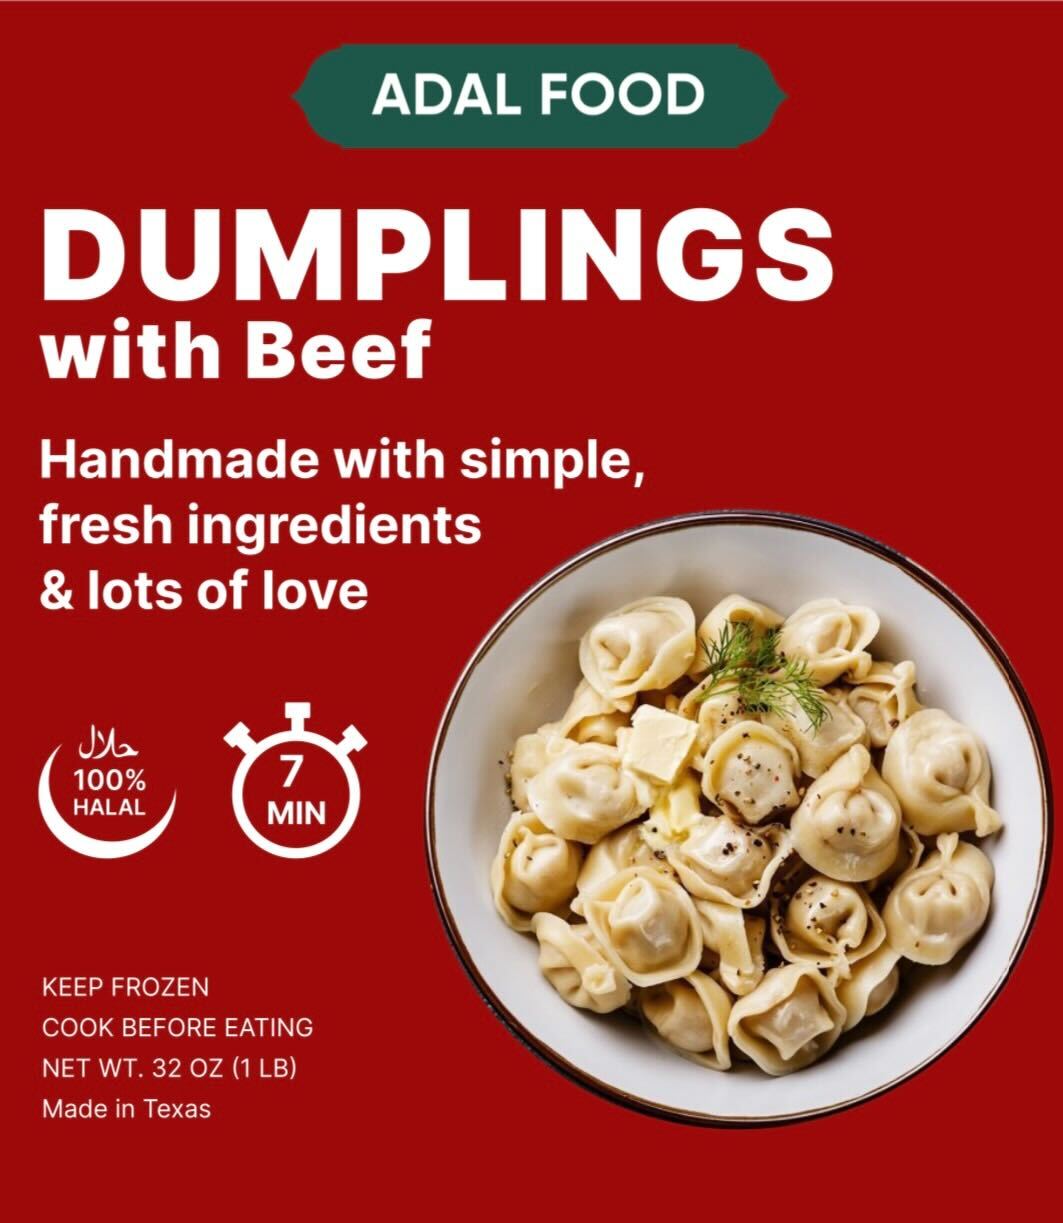 ADAL FOOD
DUMPLINGS
with Beef
Handmade with simple,
fresh ingredients
& lots of love
حلال
100%
HALAL
7
MIN
KEEP FROZEN
COOK BEFORE EATING
NET WT. 32 OZ (1 LB)
Made in Texas